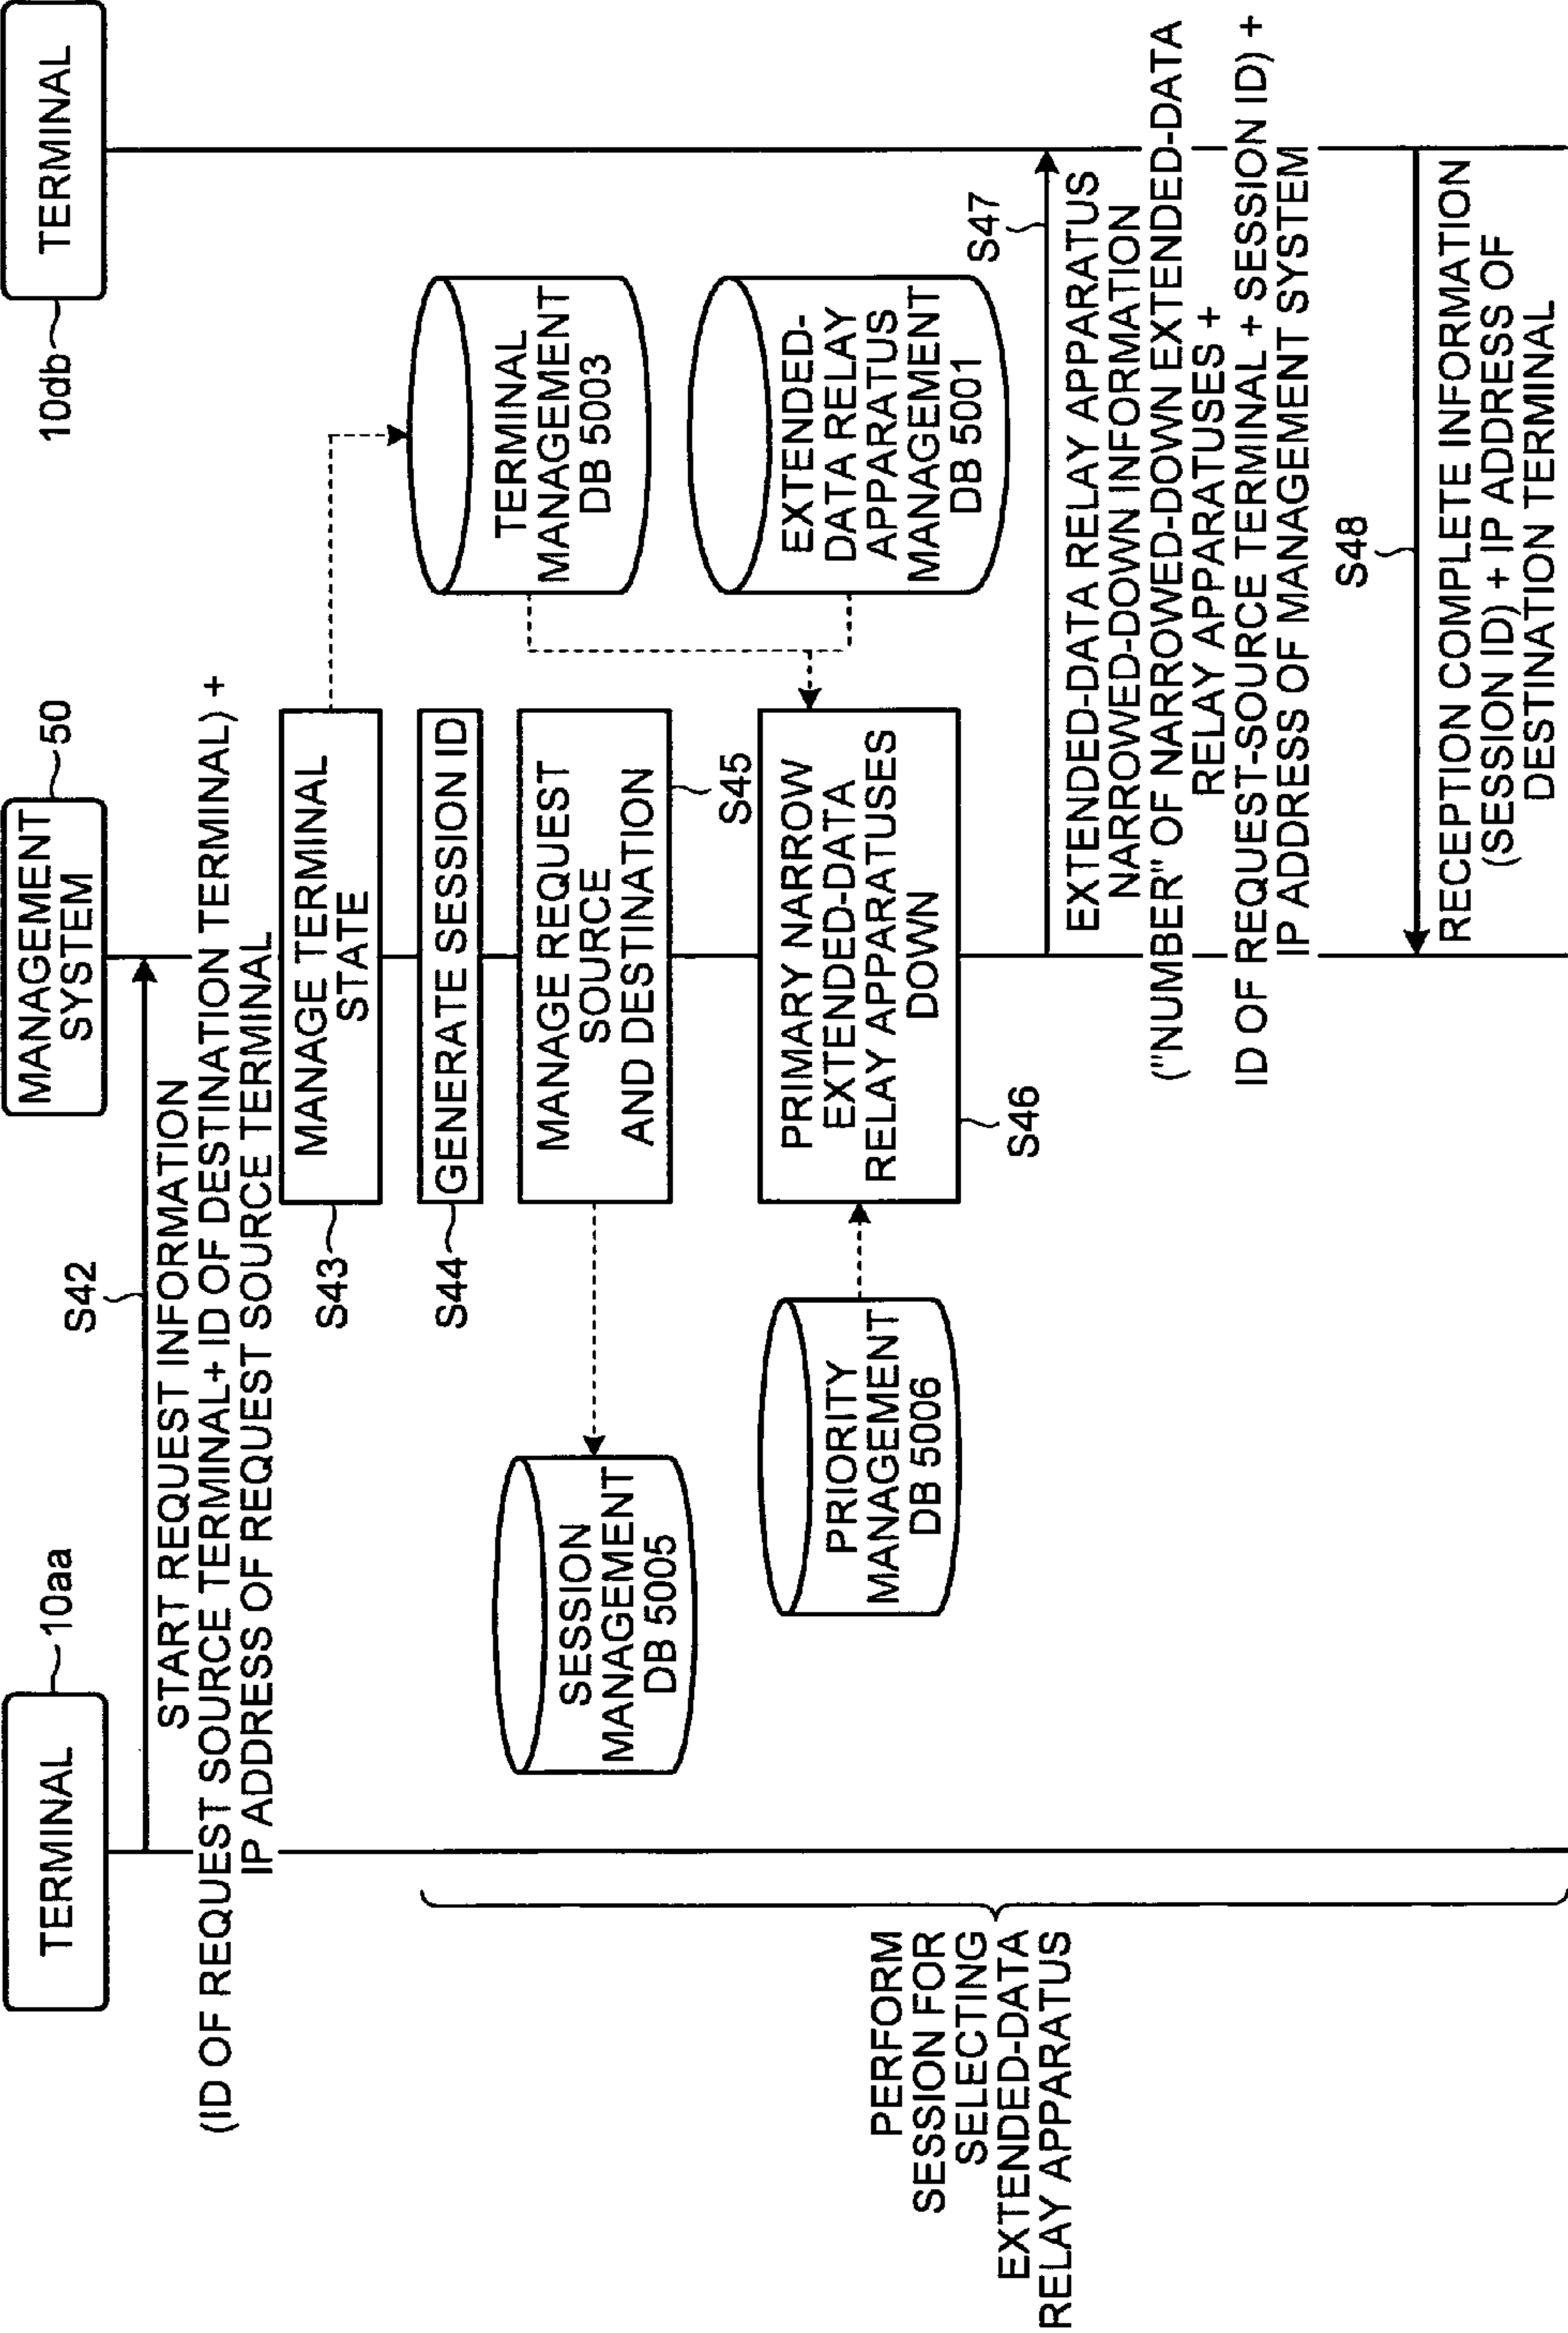 TERMINAL
10aa
MANAGEMENT
SYSTEM
50
TERMINAL
10db
S42
START REQUEST INFORMATION
(ID OF REQUEST SOURCE TERMINAL+ ID OF DESTINATION TERMINAL) +
IP ADDRESS OF REQUEST SOURCE TERMINAL
S43
MANAGE TERMINAL
STATE
S44
GENERATE SESSION ID
MANAGE REQUEST
SOURCE
AND DESTINATION
S45
TERMINAL
MANAGEMENT
DB 5003
SESSION
MANAGEMENT
DB 5005
EXTENDED-
DATA RELAY
APPARATUS
MANAGEMENT
DB 5001
PRIORITY
MANAGEMENT
DB 5006
PRIMARY NARROW
EXTENDED-DATA
RELAY APPARATUSES
DOWN
S46
PERFORM
SESSION FOR
SELECTING
EXTENDED-DATA
RELAY APPARATUS
S47
EXTENDED-DATA RELAY APPARATUS
NARROWED-DOWN INFORMATION
("NUMBER" OF NARROWED-DOWN EXTENDED-DATA
RELAY APPARATUSES +
ID OF REQUEST-SOURCE TERMINAL + SESSION ID) +
IP ADDRESS OF MANAGEMENT SYSTEM
S48
RECEPTION COMPLETE INFORMATION
(SESSION ID) + IP ADDRESS OF
DESTINATION TERMINAL